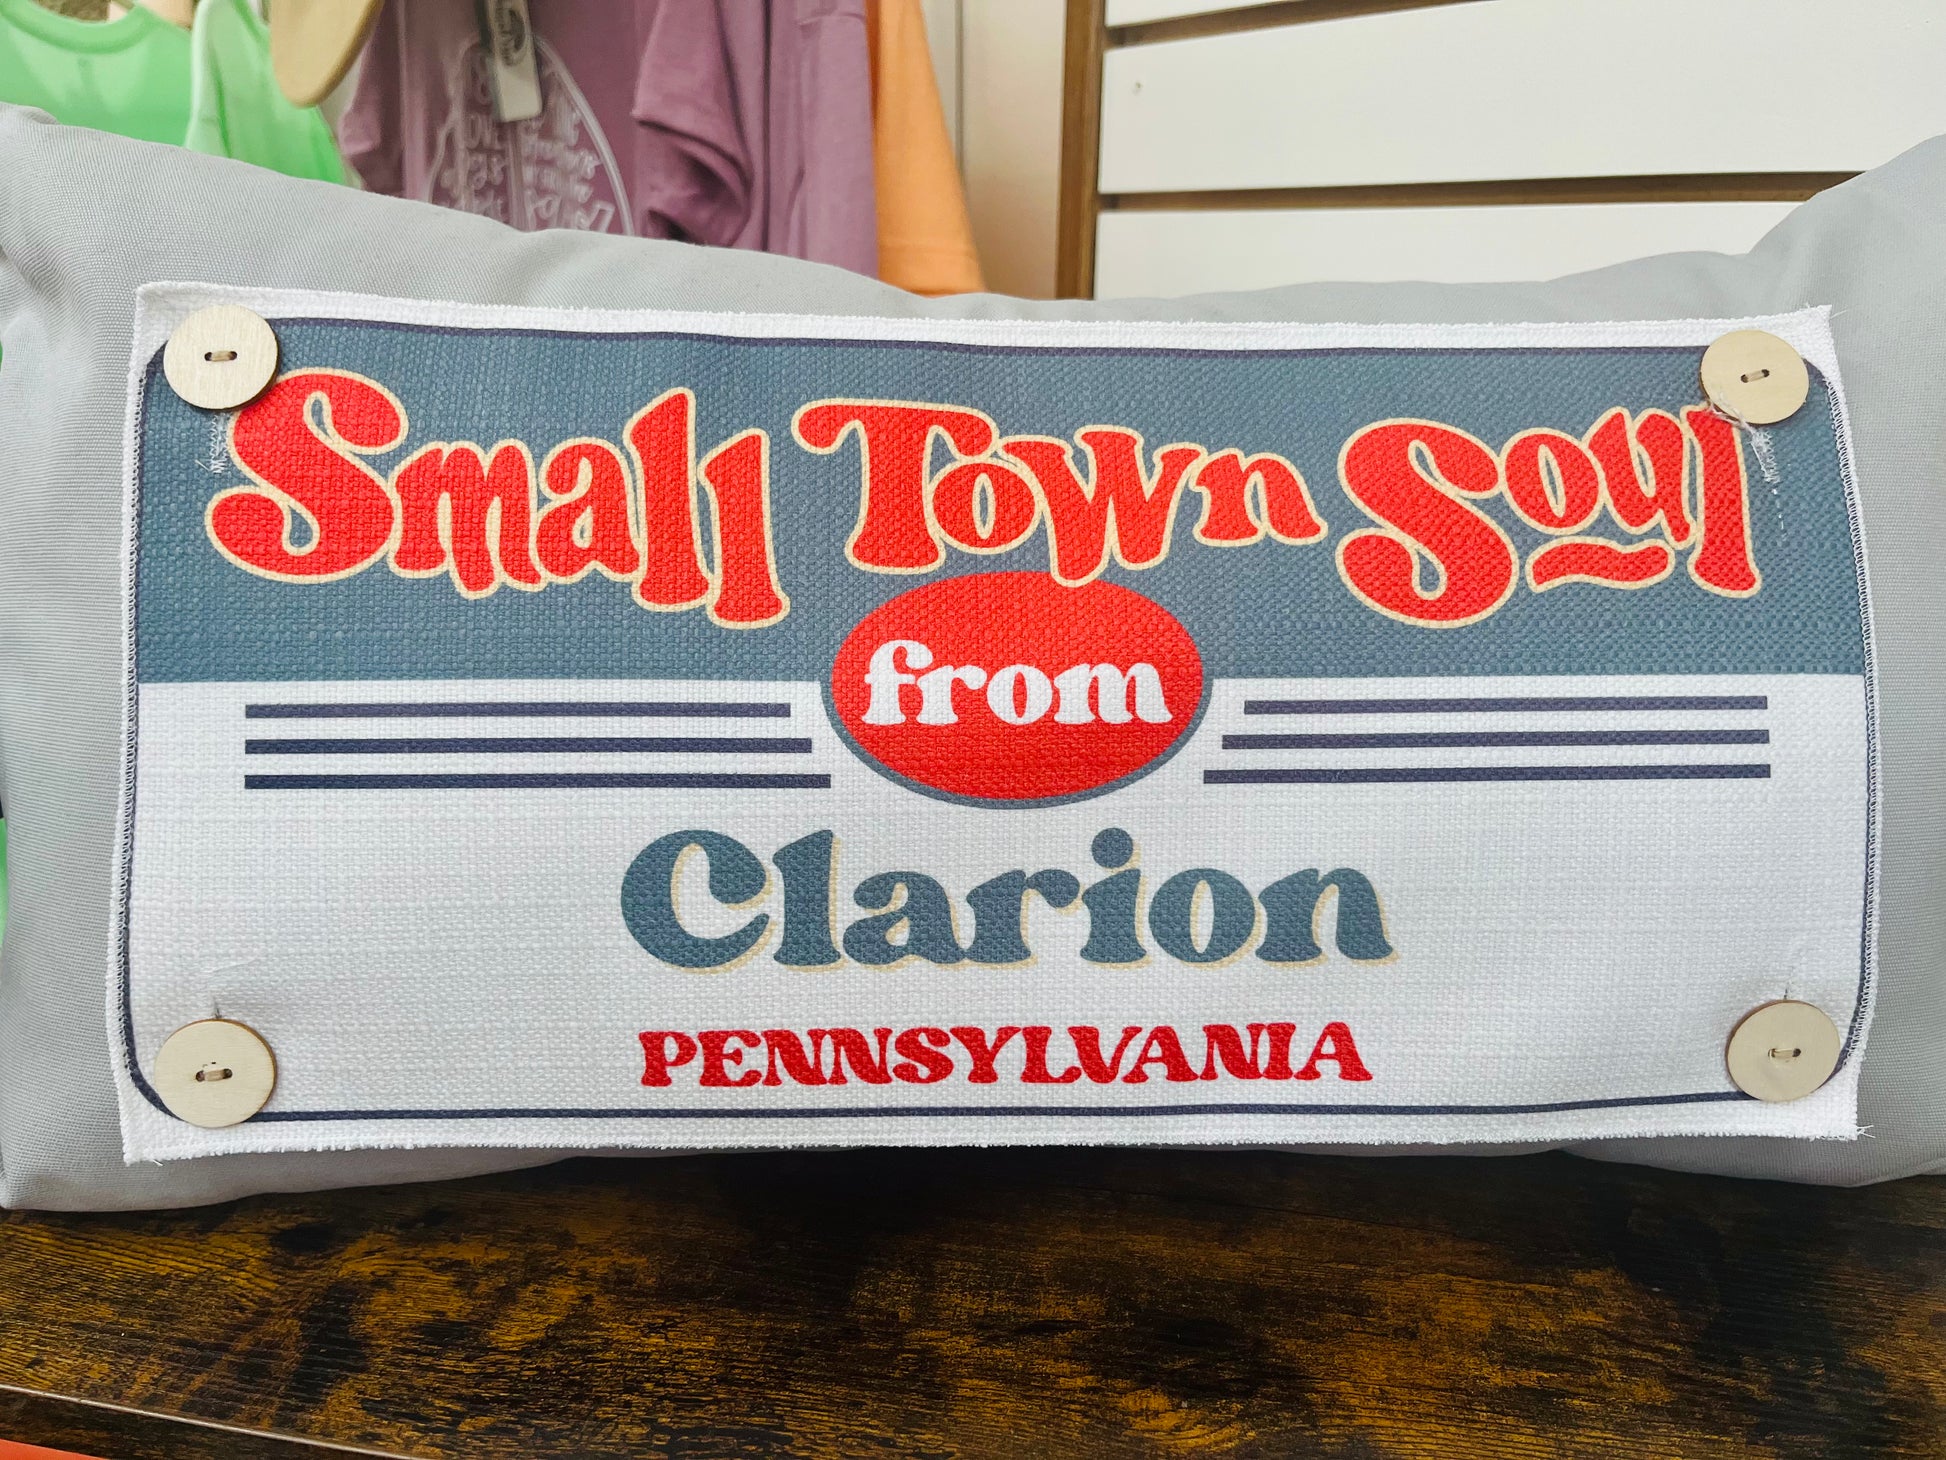 Small Town Soul
from
Clarion
PENNSYLVANIA